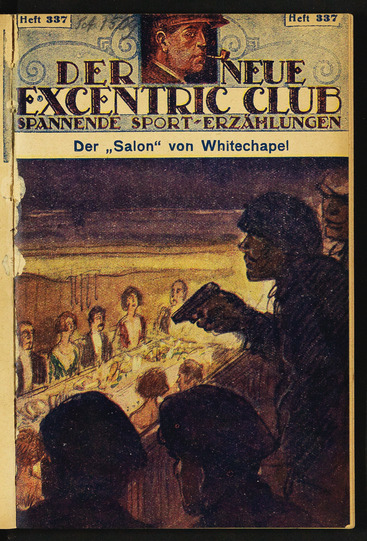 Heft 337
Heft 337
DER NEUE
EXCENTRIC CLUB
SPANNENDE SPORT-ERZÄHLUNGEN
Der „Salon“ von Whitechapel